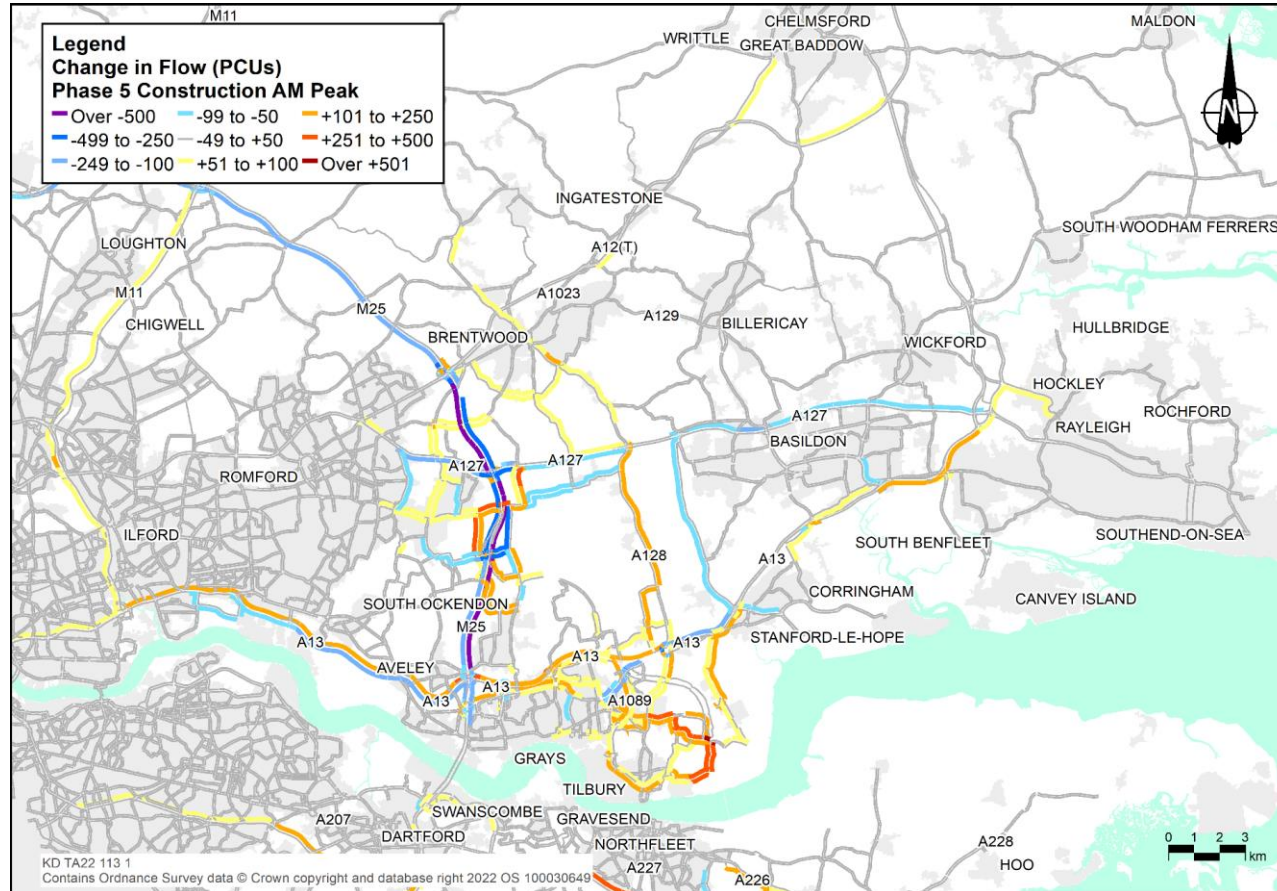 M11
CHELMSFORD
MALDON
WRITTLE
GREAT BADDOW
Legend
Change in Flow (PCUs)
Phase 5 Construction AM Peak
Over -500
-99 to -50
+101 to +250
-499 to -250
-49 to +50
+251 to +500
-249 to -100
+51 to +100
Over +501
N
INGATESTONE
SOUTH WOODHAM FERRERS
LOUGHTON
A12(T)
M11
M25
A1023
CHIGWELL
A129
BILLERICAY
HULLBRIDGE
BRENTWOOD
WICKFORD
HOCKLEY
A127
ROCHFORD
RAYLEIGH
BASILDON
A127
A127
ROMFORD
ILFORD
SOUTHEND-ON-SEA
SOUTH BENFLEET
A13
A128
CORRINGHAM
CANVEY ISLAND
SOUTH OCKENDON
M25
STANFORD-LE-HOPE
A13
A13
A13
AVELEY
A13
A13
A1089
GRAYS
TILBURY
SWANSCOMBE
A207
GRAVESEND
DARTFORD
NORTHFLEET
A228
HOO
A227
A226
0 1 2 3
km
KD TA22 113 1
Contains Ordnance Survey data © Crown copyright and database right 2022 OS 100030649